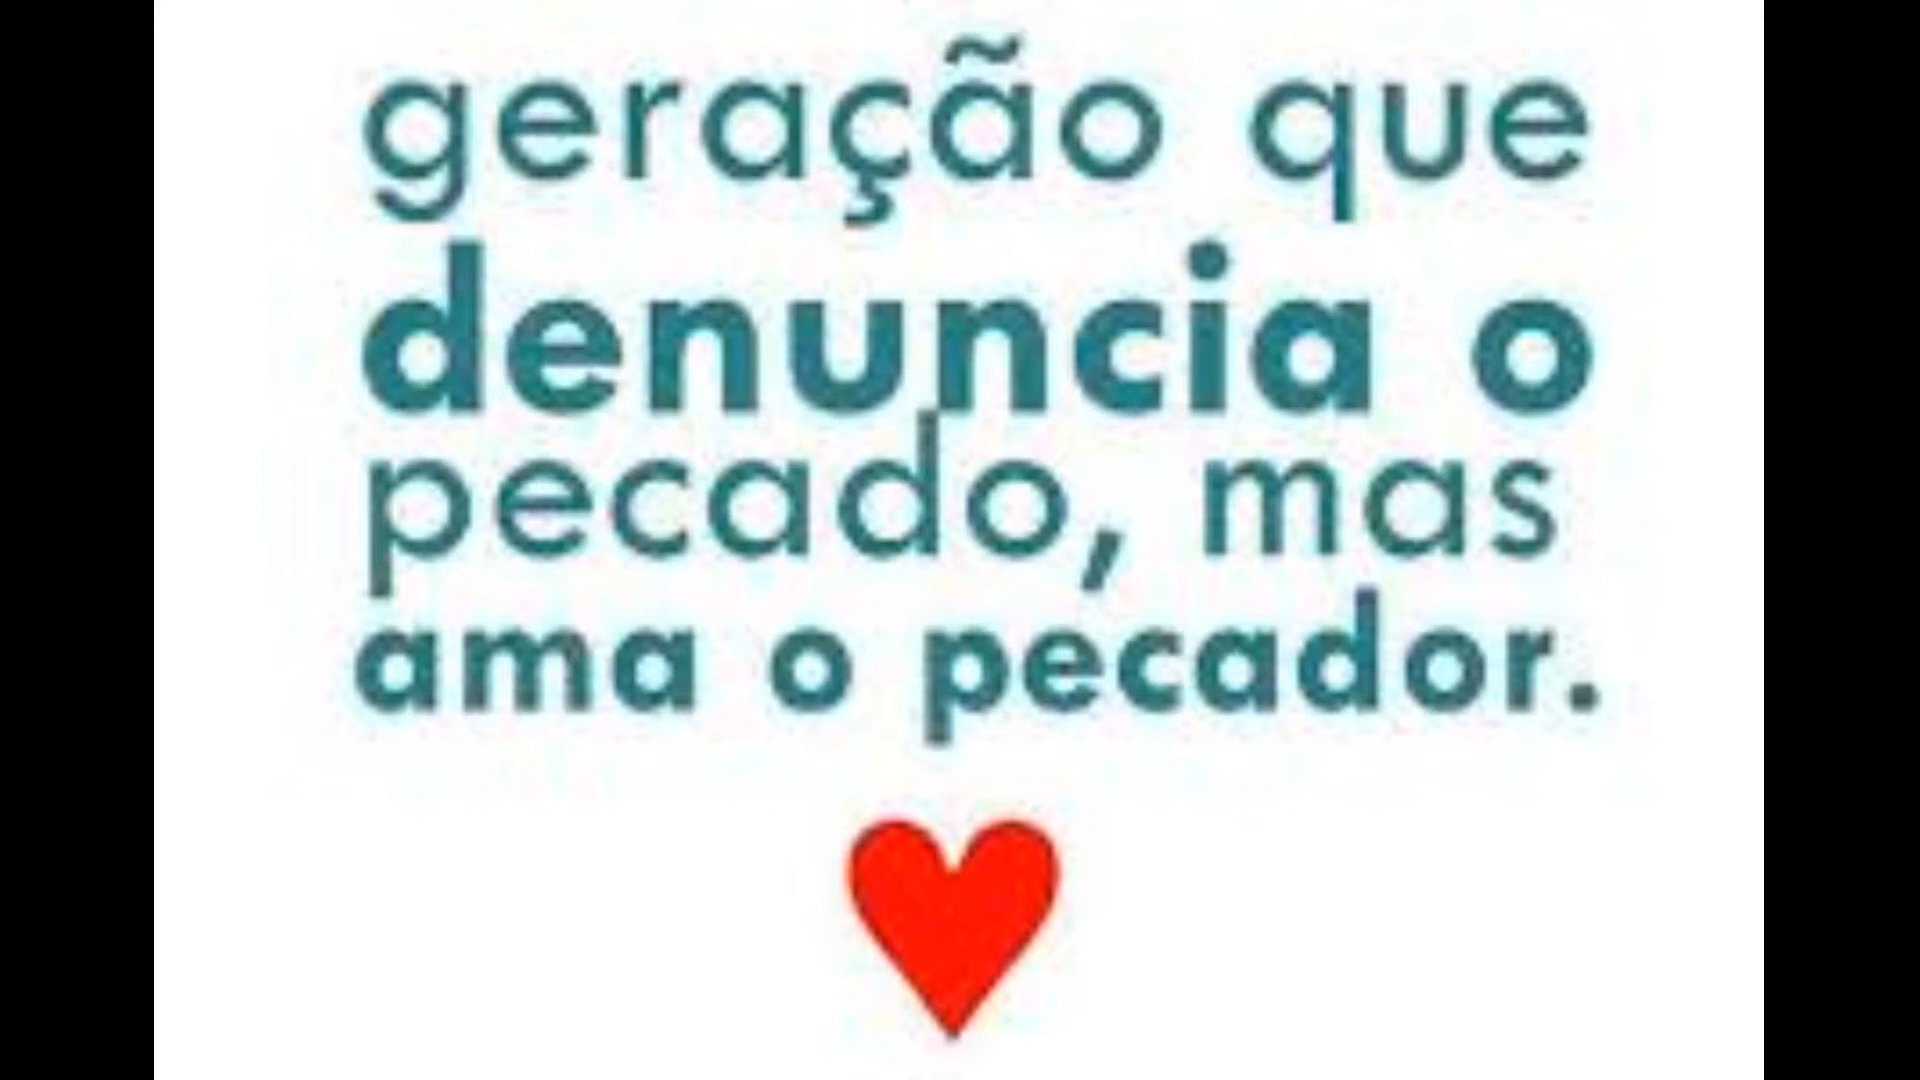 geração que
denuncia o
pecado, mas
ama o pecador.